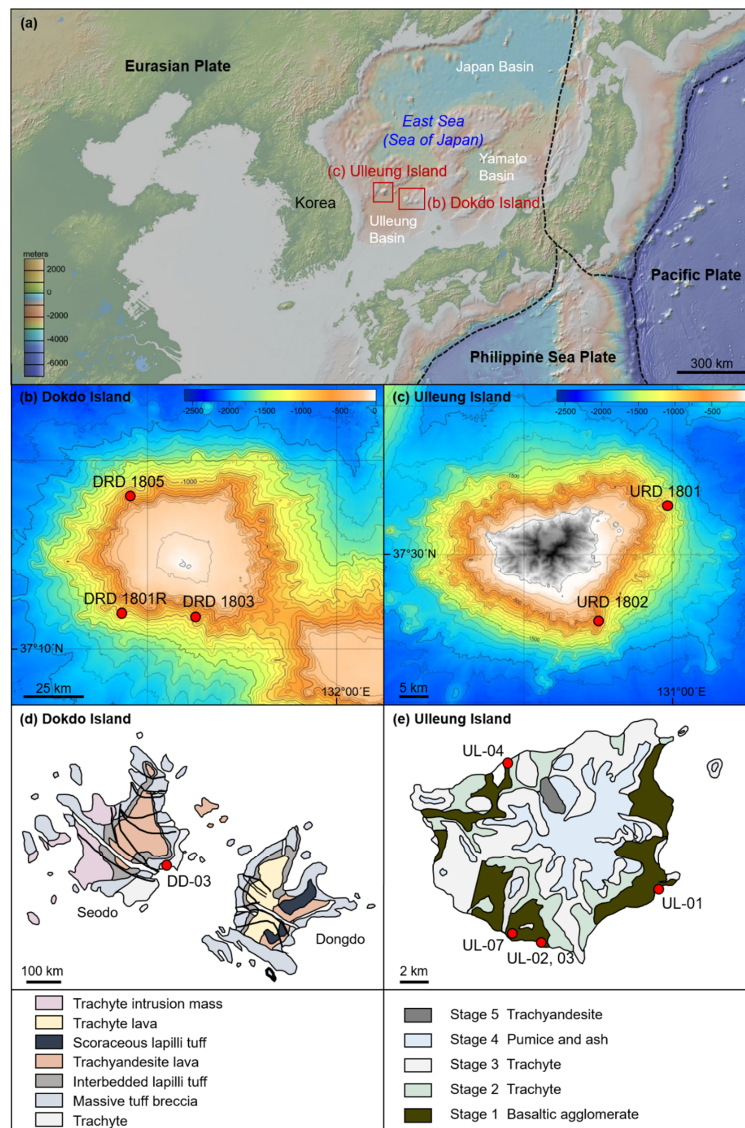 (a)
Eurasian Plate
Japan Basin
East Sea
(Sea of Japan)
Yamato
Basin
(c) Ulleung Island
Korea
(b) Dokdo Island
Ulleung
Basin
meters
2000
0
-2000
-4000
-6000
Pacific Plate
Philippine Sea Plate
300 km
(b) Dokdo Island
-2500 -2000 -1500 -1000 -500 0
-1000
DRD 1805
DRD 1801R
DRD 1803
37°10´N
25 km
132°00´E
(c) Ulleung Island
-2500 -2000 -1500 -1000 -500
URD 1801
37°30´N
URD 1802
5 km
131°00´E
(d) Dokdo Island
DD-03
Seodo
Dongdo
100 km
(e) Ulleung Island
UL-04
UL-01
UL-07
UL-02, 03
2 km
Trachyte intrusion mass
Trachyte lava
Scoraceous lapilli tuff
Trachyandesite lava
Interbedded lapilli tuff
Massive tuff breccia
Trachyte
Stage 5 Trachyandesite
Stage 4 Pumice and ash
Stage 3 Trachyte
Stage 2 Trachyte
Stage 1 Basaltic agglomerate